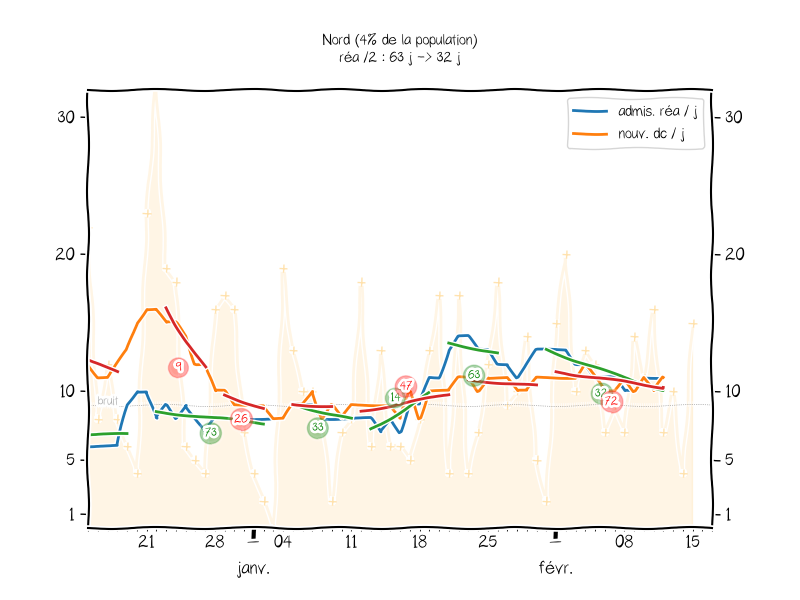 Nord (4% de la population)
réa /2 : 63 j -> 32 j
admis. réa / j
nouv. dc / j
30 30
20 20
10 10
5 5
1 1
bruit
9
73
26
33
14
47
63
32
72
21 28 04 11 18 25 08 15
janv. févr.